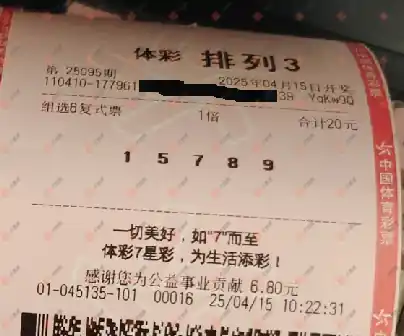 体彩 排列3
第 25095期 2025年04月15日开奖
110410-177961 39 YqKw9Q
组选6复式票 1倍 合计20元
1 5 7 8 9
一切美好，如“7”而至
体彩7星彩，为生活添彩！
感谢您为公益事业贡献 6.80元
01-045135-101 00016 25/04/15 10:22:31
中国体育彩